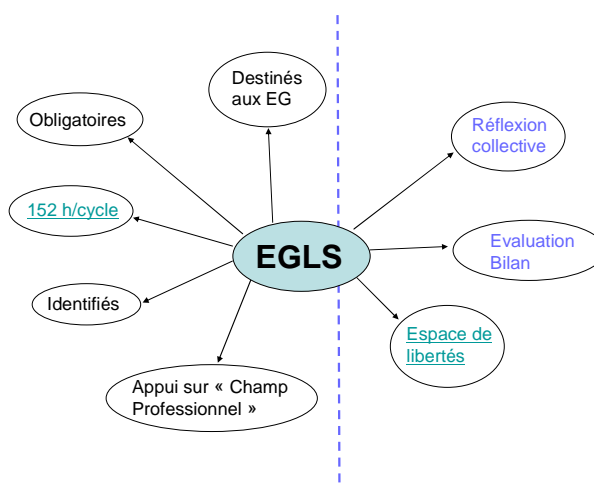 Destinés
aux EG
Obligatoires
Réflexion
collective
152 h/cycle
EGLS
Evaluation
Bilan
Identifiés
Espace de
libertés
Appui sur « Champ
Professionnel »